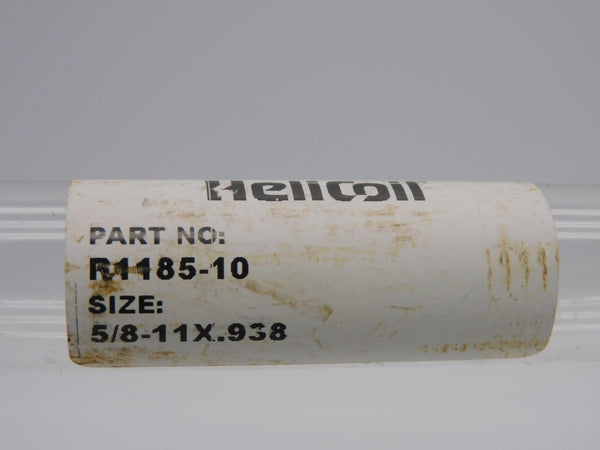 HeliCoil
PART NO:
R1185-10
SIZE:
5/8-11X.938